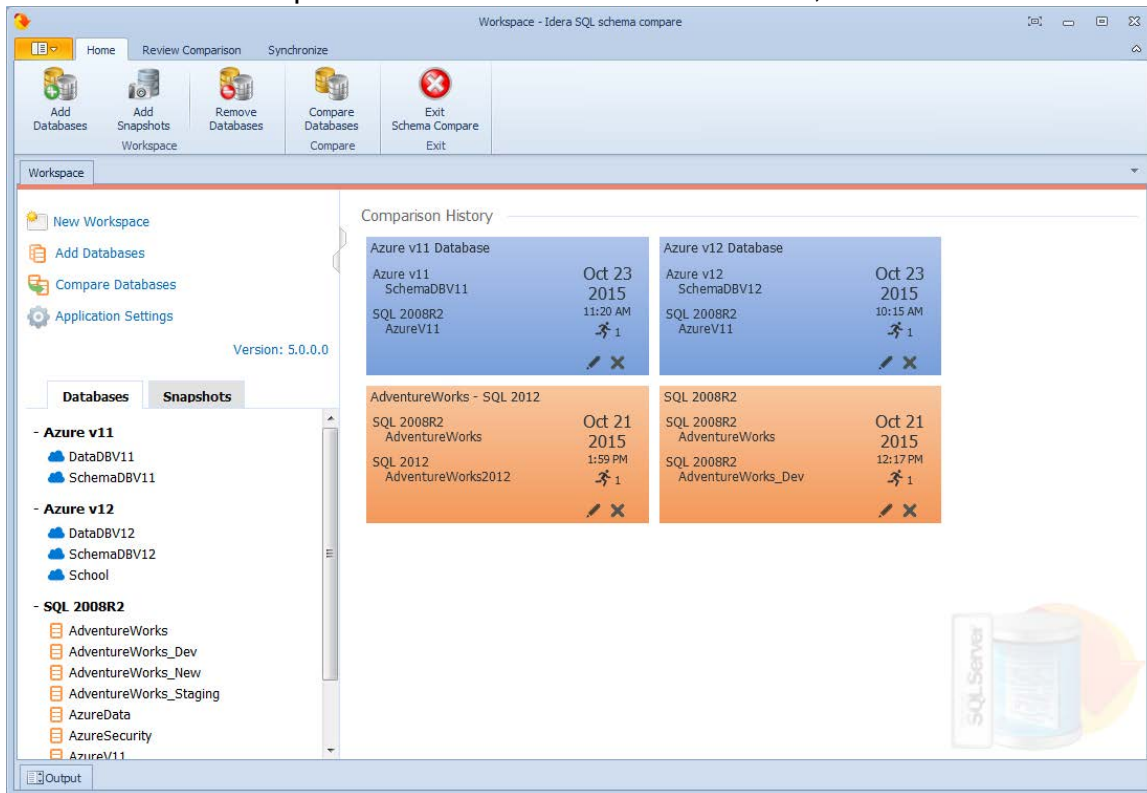 Workspace - Idera SQL schema compare
Home Review Comparison Synchronize
Add Databases
Add Snapshots
Remove Databases
Compare Databases
Exit Schema Compare
Workspace Compare Exit
Workspace
New Workspace
Add Databases
Compare Databases
Application Settings
Version: 5.0.0.0
Databases Snapshots
- Azure v11
DataDBV11
SchemaDBV11
- Azure v12
DataDBV12
SchemaDBV12
School
- SQL 2008R2
AdventureWorks
AdventureWorks_Dev
AdventureWorks_New
AdventureWorks_Staging
AzureData
AzureSecurity
AzureV11
Comparison History
Azure v11 Database
Azure v11
SchemaDBV11
SQL 2008R2
AzureV11
Oct 23
2015
11:20 AM
1
Azure v12 Database
Azure v12
SchemaDBV12
SQL 2008R2
AzureV11
Oct 23
2015
10:15 AM
1
AdventureWorks - SQL 2012
SQL 2008R2
AdventureWorks
SQL 2012
AdventureWorks2012
Oct 21
2015
1:59 PM
1
SQL 2008R2
SQL 2008R2
AdventureWorks
SQL 2008R2
AdventureWorks_Dev
Oct 21
2015
12:17 PM
1
SQLServer
Output